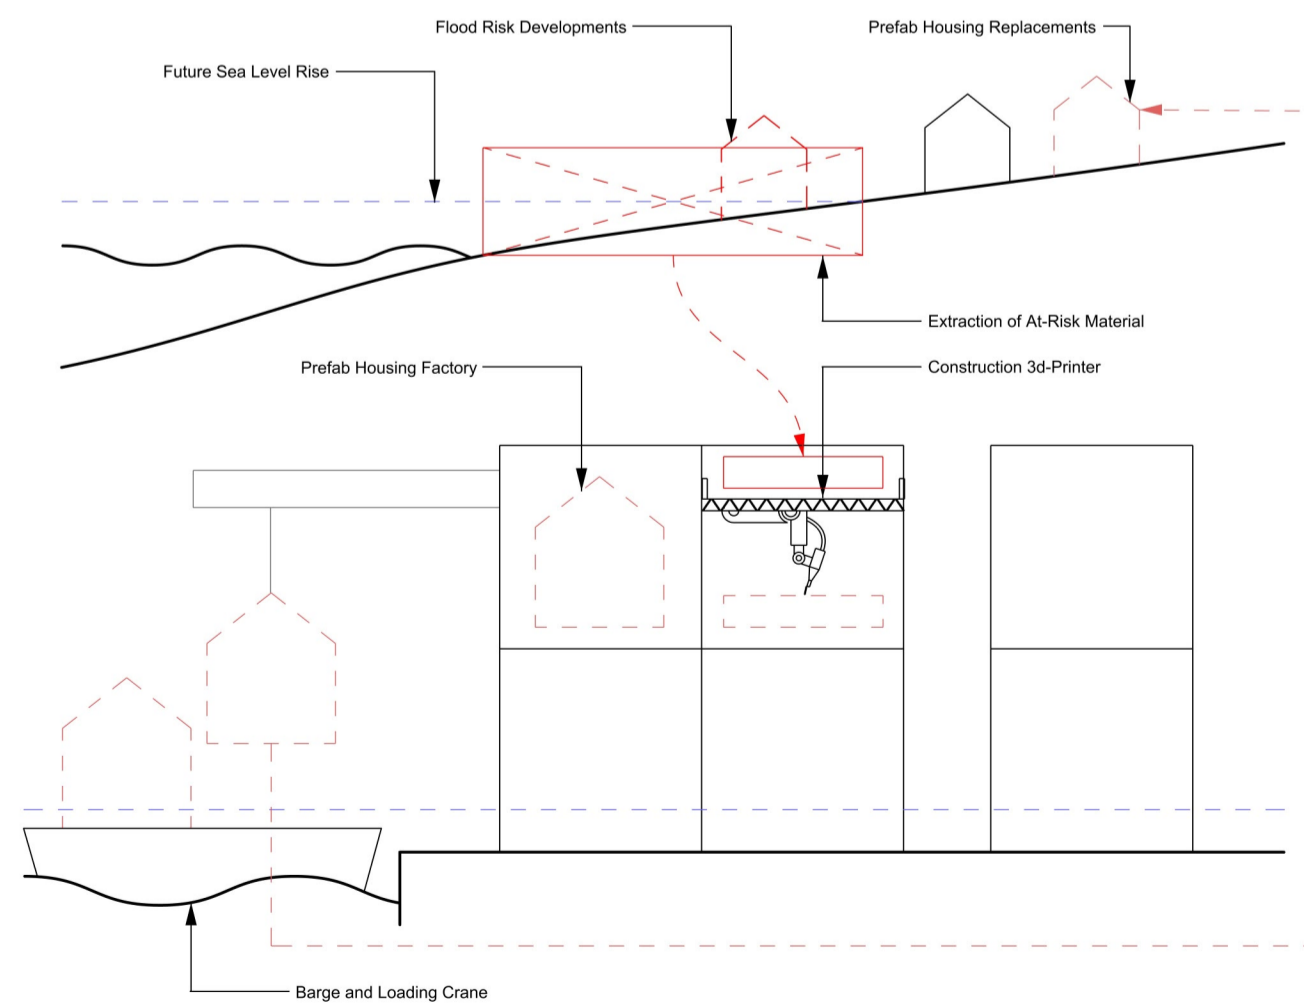 Flood Risk Developments
Prefab Housing Replacements
Future Sea Level Rise
Extraction of At-Risk Material
Prefab Housing Factory
Construction 3d-Printer
Barge and Loading Crane